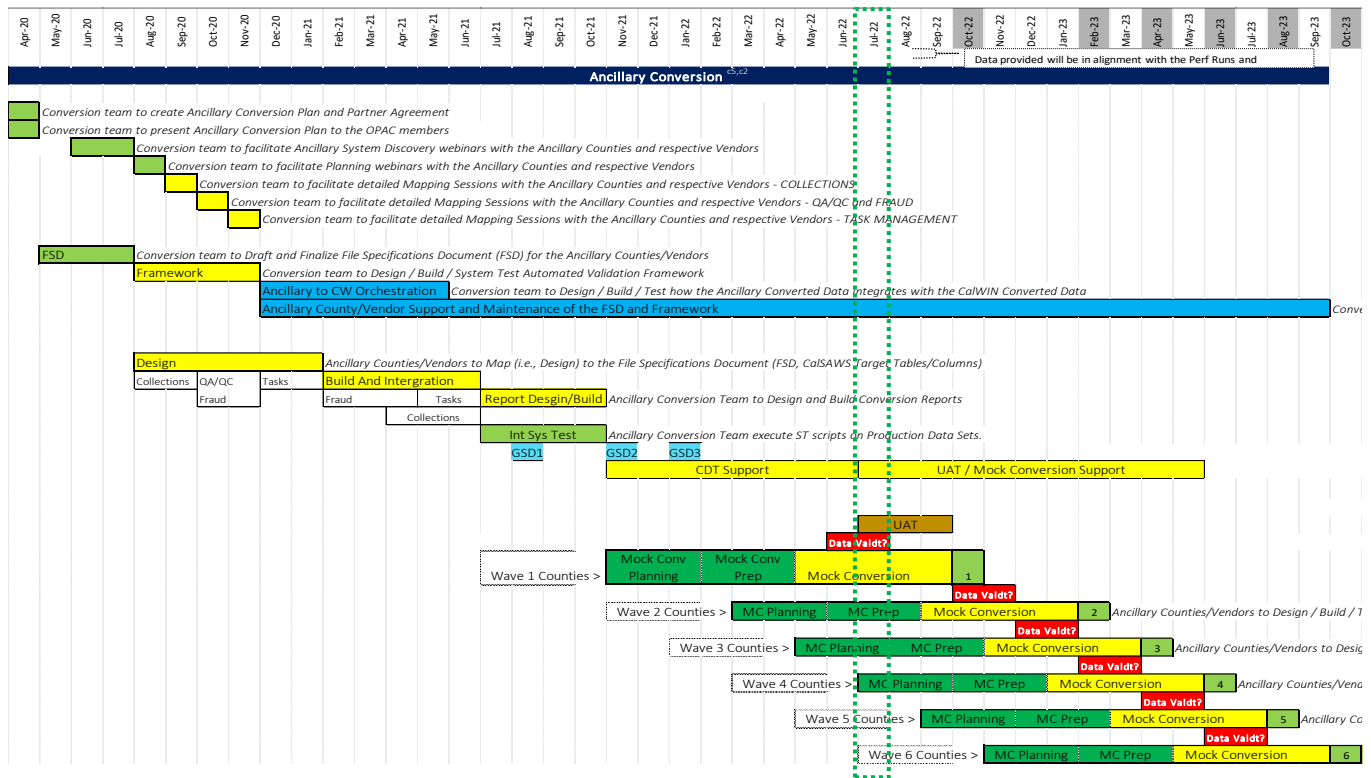 Apr-20 May-20 Jun-20 Jul-20 Aug-20 Sep-20 Oct-20 Nov-20 Dec-20 Jan-21 Feb-21 Mar-21 Apr-21 May-21 Jun-21 Jul-21 Aug-21 Sep-21 Oct-21 Nov-21 Dec-21 Jan-22 Feb-22 Mar-22 Apr-22 May-22 Jun-22 Jul-22 Aug-22 Sep-22 Oct-22 Nov-22 Dec-22 Jan-23 Feb-23 Mar-23 Apr-23 May-23 Jun-23 Jul-23 Aug-23 Sep-23 Oct-23
Data provided will be in alignment with the Perf Runs and
Ancillary Conversion c5,c2
Conversion team to create Ancillary Conversion Plan and Partner Agreement
Conversion team to present Ancillary Conversion Plan to the OPAC members
Conversion team to facilitate Ancillary System Discovery webinars with the Ancillary Counties and respective Vendors
Conversion team to facilitate Planning webinars with the Ancillary Counties and respective Vendors
Conversion team to facilitate detailed Mapping Sessions with the Ancillary Counties and respective Vendors - COLLECTIONS
Conversion team to facilitate detailed Mapping Sessions with the Ancillary Counties and respective Vendors - QA/QC and FRAUD
Conversion team to facilitate detailed Mapping Sessions with the Ancillary Counties and respective Vendors - TASK MANAGEMENT
FSD Conversion team to Draft and Finalize File Specifications Document (FSD) for the Ancillary Counties/Vendors
Framework Conversion team to Design / Build / System Test Automated Validation Framework
Ancillary to CW Orchestration Conversion team to Design / Build / Test how the Ancillary Converted Data Integrates with the CalWIN Converted Data
Ancillary County/Vendor Support and Maintenance of the FSD and Framework Conve
Design Ancillary Counties/Vendors to Map (i.e., Design) to the File Specifications Document (FSD, CalSAWS Target Tables/Columns)
Collections QA/QC Tasks Build And Intergration
Fraud Fraud Tasks Report Desgin/Build Ancillary Conversion Team to Design and Build Conversion Reports
Collections
Int Sys Test Ancillary Conversion Team execute ST scripts on Production Data Sets.
GSD1 GSD2 GSD3
CDT Support UAT / Mock Conversion Support
UAT
Data Valdt?
Mock Conv Mock Conv
Wave 1 Counties > Planning Prep Mock Conversion 1
Data Valdt?
Wave 2 Counties > MC Planning MC Prep Mock Conversion 2 Ancillary Counties/Vendors to Design / Build / T
Data Valdt?
Wave 3 Counties > MC Planning MC Prep Mock Conversion 3 Ancillary Counties/Vendors to Desig
Data Valdt?
Wave 4 Counties > MC Planning MC Prep Mock Conversion 4 Ancillary Counties/Vend
Data Valdt?
Wave 5 Counties > MC Planning MC Prep Mock Conversion 5 Ancillary Co
Data Valdt?
Wave 6 Counties > MC Planning MC Prep Mock Conversion 6